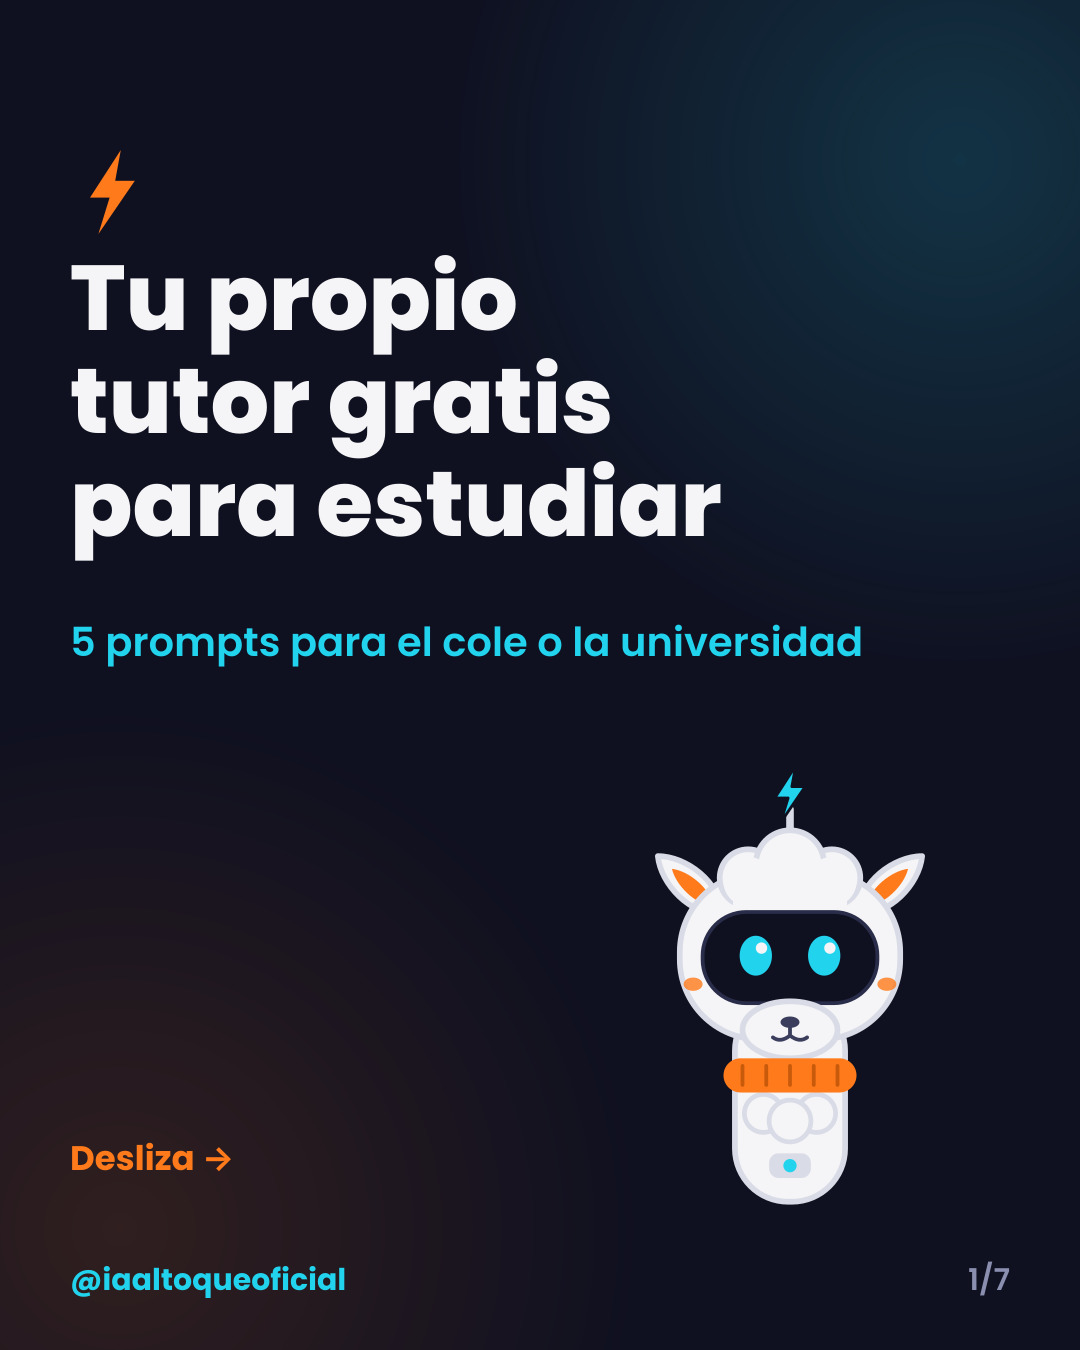 Tu propio
tutor gratis
para estudiar
5 prompts para el cole o la universidad
Desliza →
@iaaltoqueoficial
1/7